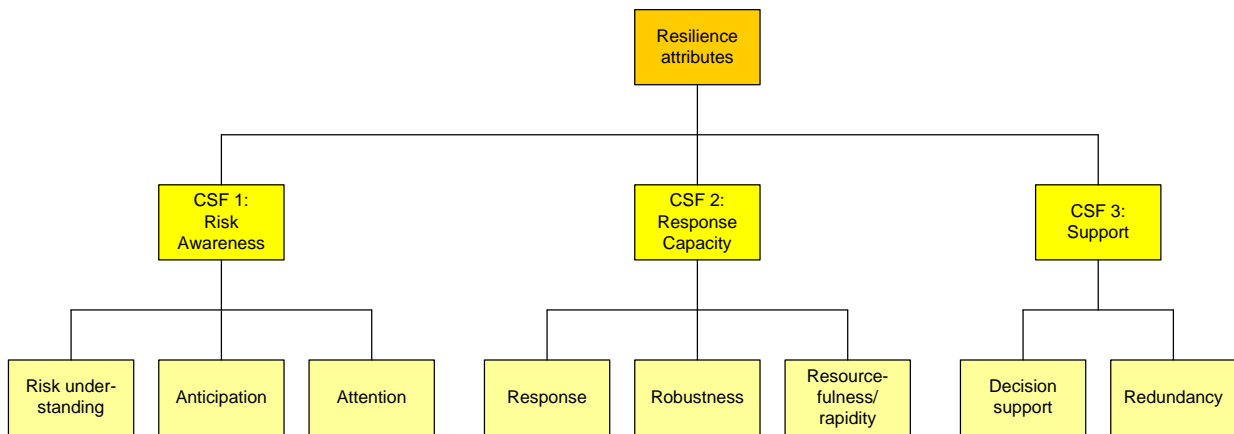 Resilience
attributes
CSF 1:
Risk
Awareness
CSF 2:
Response
Capacity
CSF 3:
Support
Risk under-
standing
Anticipation
Attention
Response
Robustness
Resource-
fulness/
rapidity
Decision
support
Redundancy